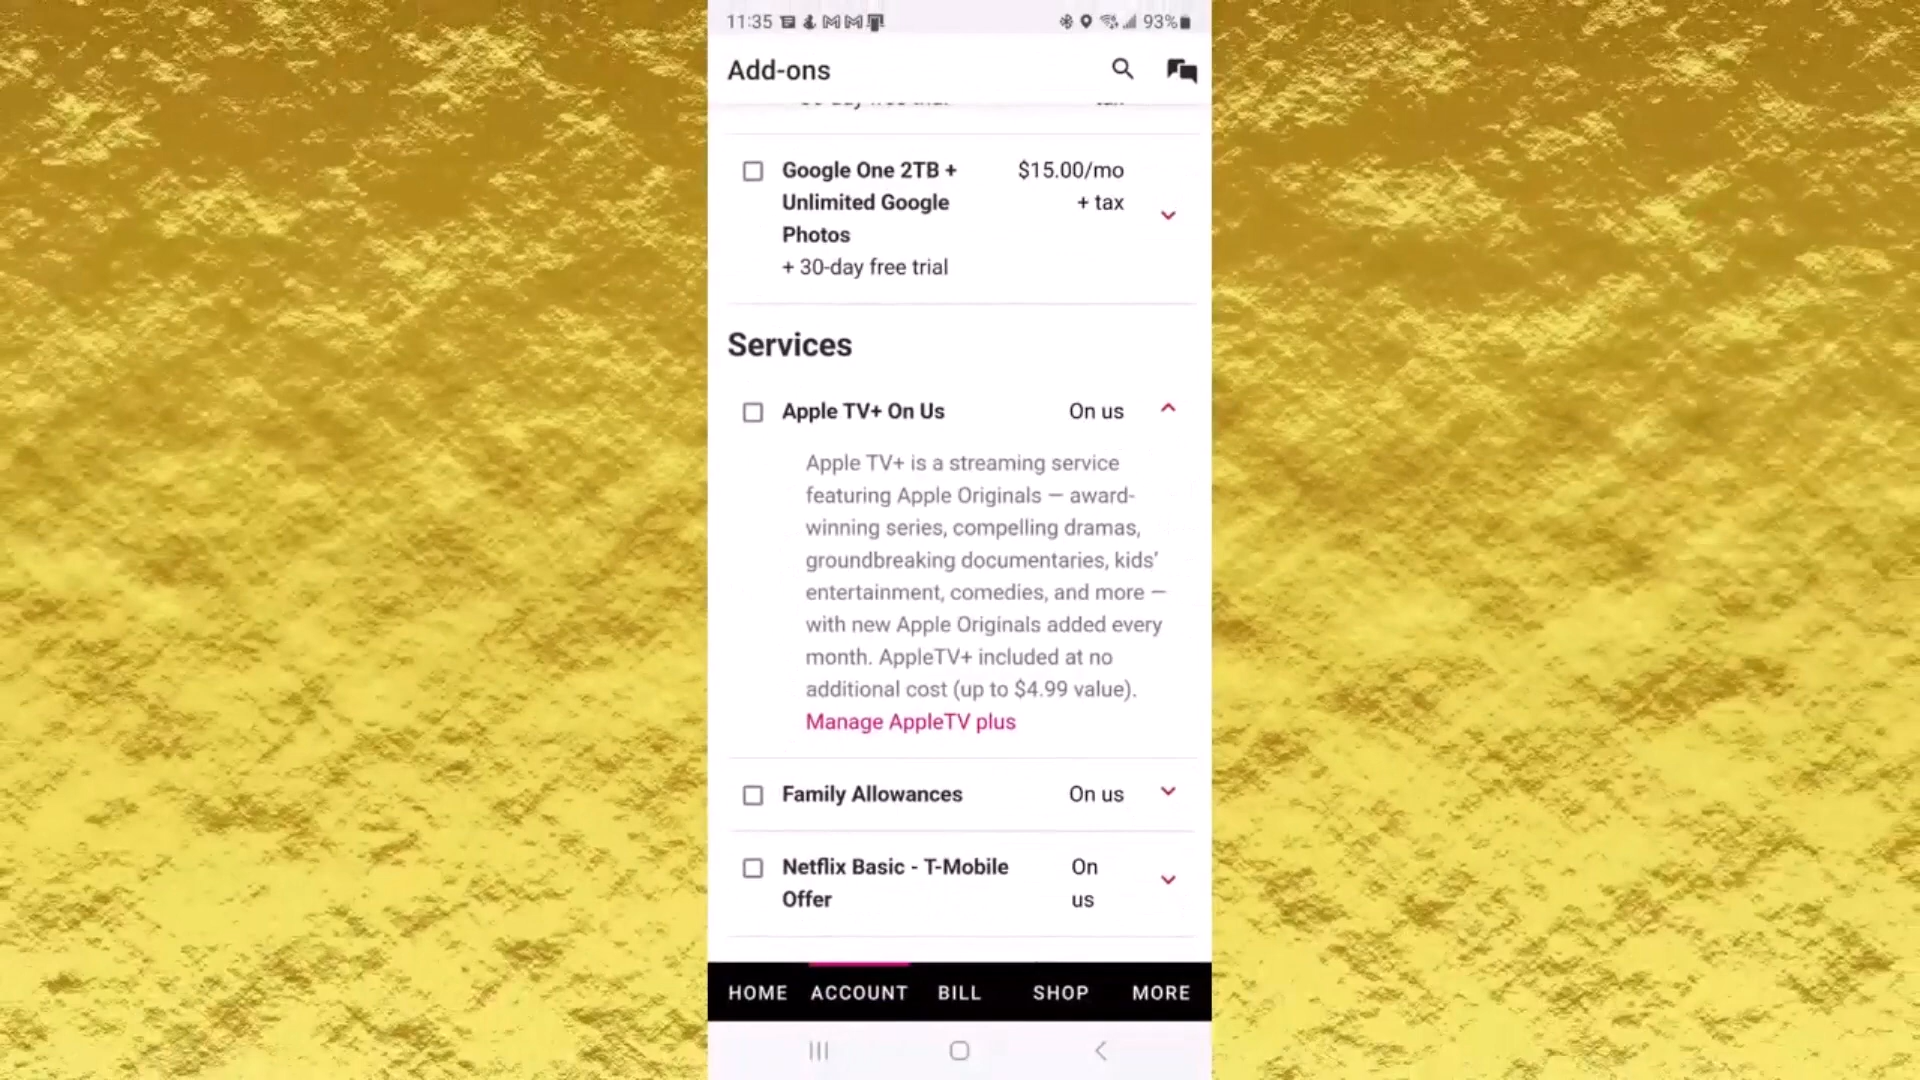 11:35
93%
Add-ons
Google One 2TB + $15.00/mo
Unlimited Google + tax
Photos
+ 30-day free trial
Services
Apple TV+ On Us On us
Apple TV+ is a streaming service
featuring Apple Originals — award-
winning series, compelling dramas,
groundbreaking documentaries, kids’
entertainment, comedies, and more —
with new Apple Originals added every
month. AppleTV+ included at no
additional cost (up to $4.99 value).
Manage AppleTV plus
Family Allowances On us
Netflix Basic - T-Mobile On
Offer us
HOME ACCOUNT BILL SHOP MORE